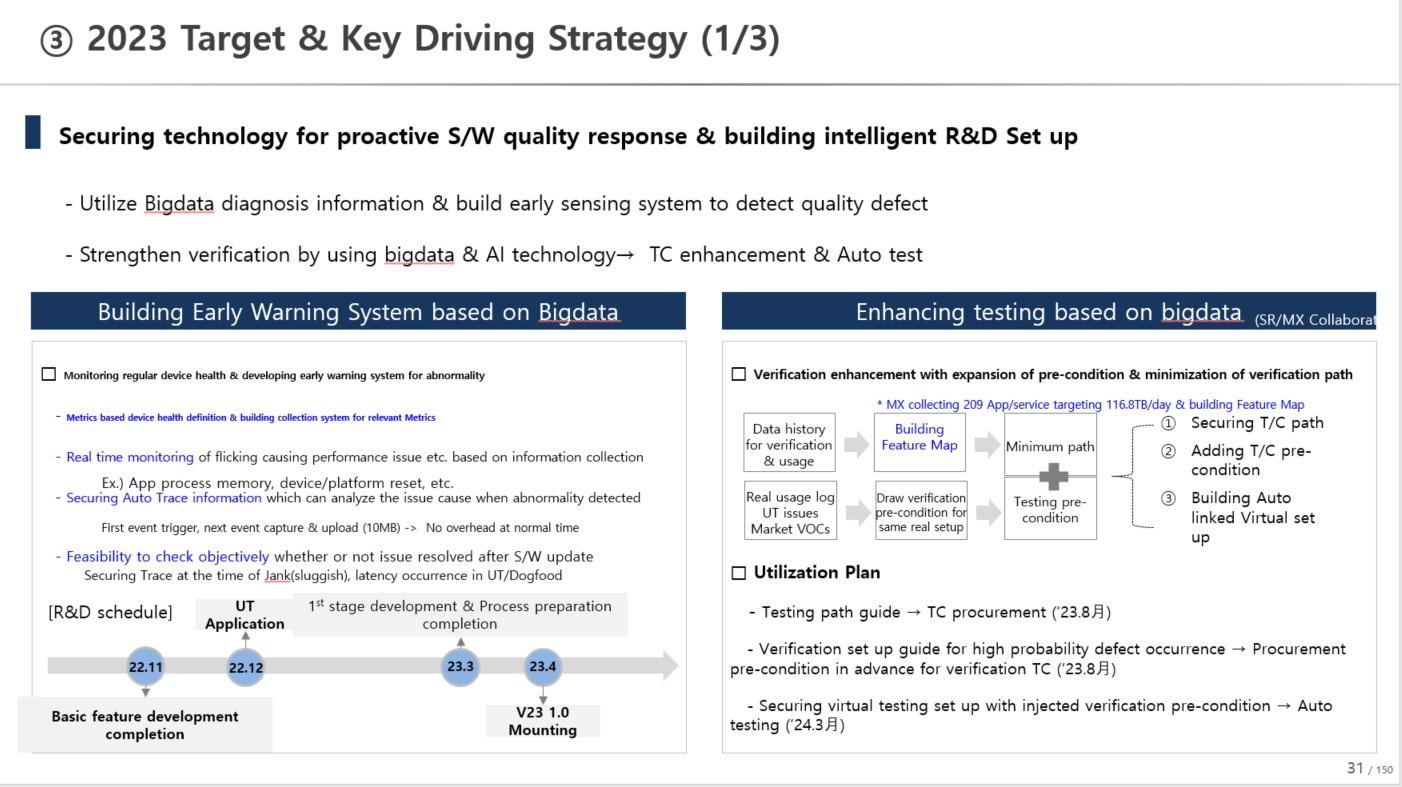 ③ 2023 Target & Key Driving Strategy (1/3)
Securing technology for proactive S/W quality response & building intelligent R&D Set up
- Utilize Bigdata diagnosis information & build early sensing system to detect quality defect
- Strengthen verification by using bigdata & AI technology→ TC enhancement & Auto test
Building Early Warning System based on Bigdata
☐ Monitoring regular device health & developing early warning system for abnormality
- Metrics based device health definition & building collection system for relevant Metrics
- Real time monitoring of flicking causing performance issue etc. based on information collection
Ex.) App process memory, device/platform reset, etc.
- Securing Auto Trace information which can analyze the issue cause when abnormality detected
First event trigger, next event capture & upload (10MB) -> No overhead at normal time
- Feasibility to check objectively whether or not issue resolved after S/W update
Securing Trace at the time of Jank(sluggish), latency occurrence in UT/Dogfood
[R&D schedule]
UT
Application
1st stage development & Process preparation
completion
22.11
22.12
23.3
23.4
Basic feature development
completion
V23 1.0
Mounting
Enhancing testing based on bigdata (SR/MX Collaborat
☐ Verification enhancement with expansion of pre-condition & minimization of verification path
* MX collecting 209 App/service targeting 116.8TB/day & building Feature Map
Data history
for verification
& usage
Building
Feature Map
Minimum path
Real usage log
UT issues
Market VOCs
Draw verification
pre-condition for
same real setup
Testing pre-
condition
① Securing T/C path
② Adding T/C pre-
condition
③ Building Auto
linked Virtual set
up
☐ Utilization Plan
- Testing path guide → TC procurement ('23.8月)
- Verification set up guide for high probability defect occurrence → Procurement
pre-condition in advance for verification TC ('23.8月)
- Securing virtual testing set up with injected verification pre-condition → Auto
testing ('24.3月)
31 / 150